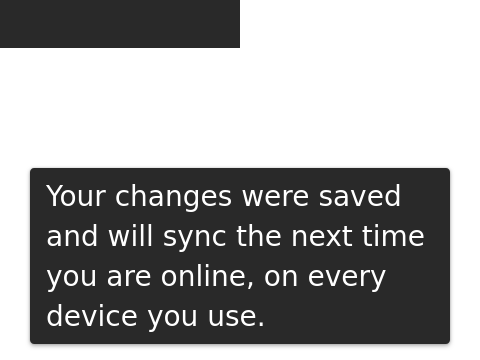 Your changes were saved
and will sync the next time
you are online, on every
device you use.